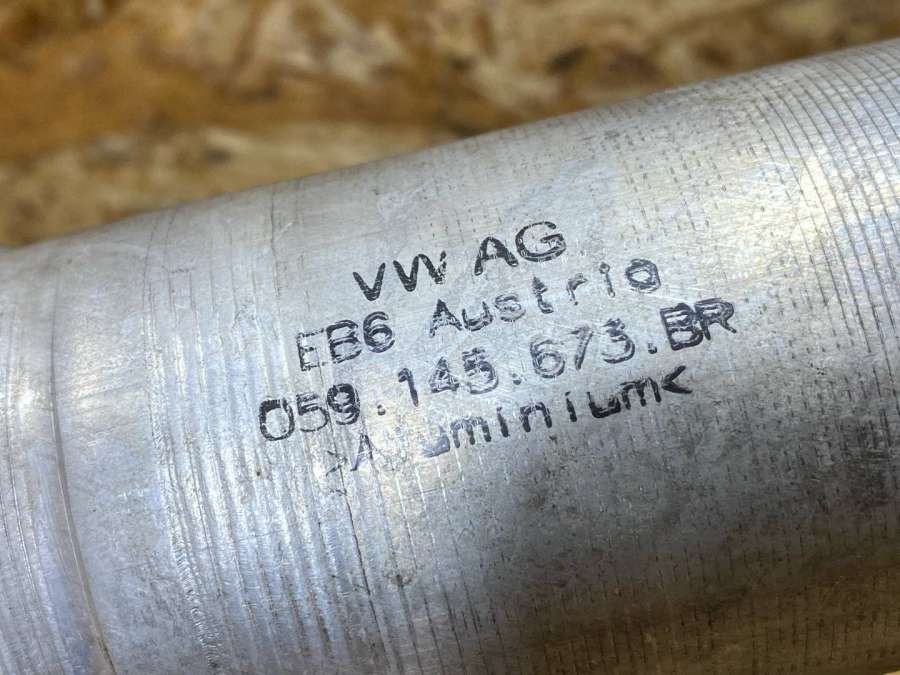 VW AG
EB6 Austria
059.145.673.BR
>Aluminium<